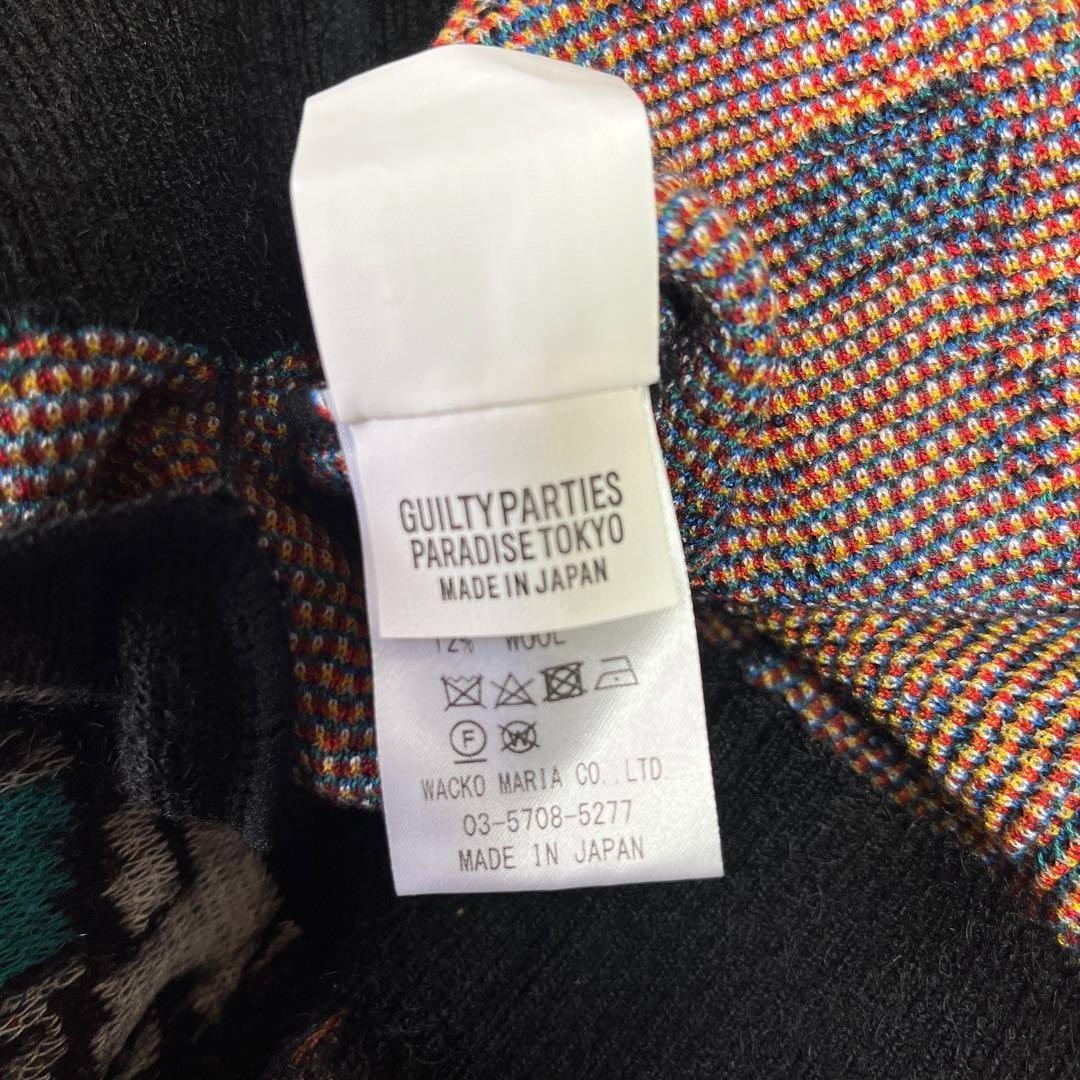 GUILTY PARTIES
PARADISE TOKYO
MADE IN JAPAN
12% WOOL
F
W
WACKO MARIA CO., LTD.
03-5708-5277
MADE IN JAPAN